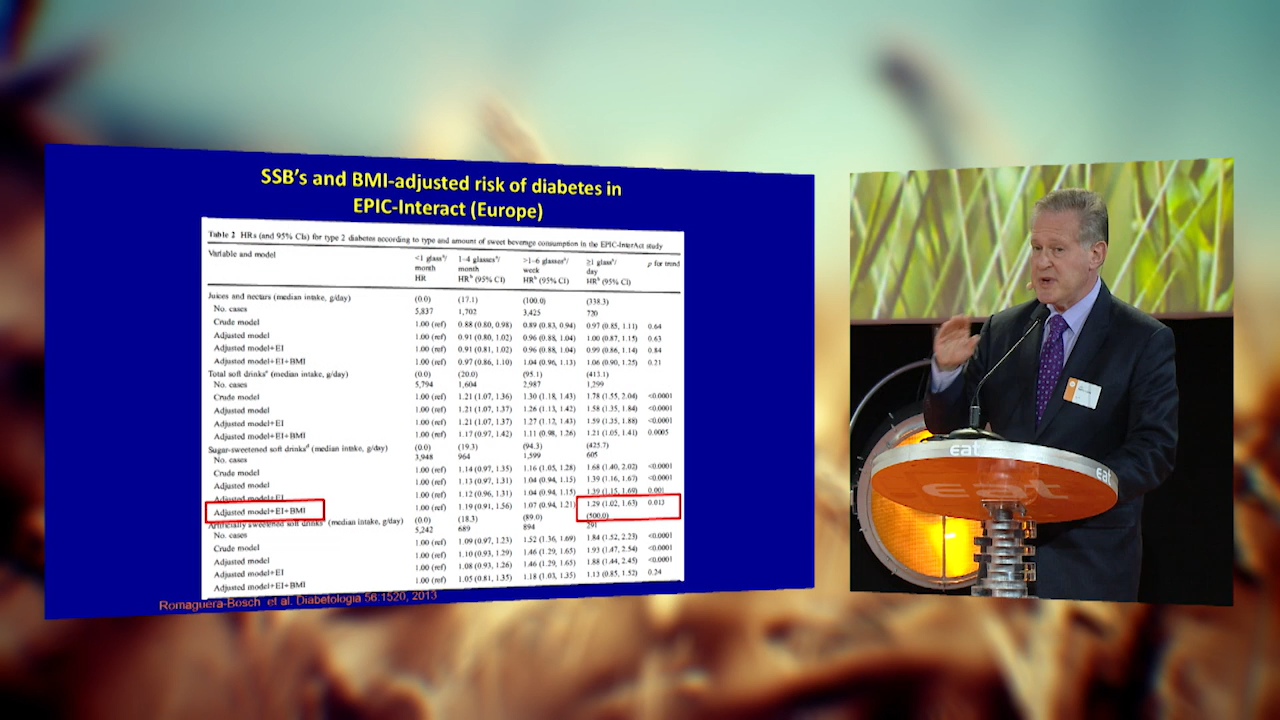 SSB's and BMI-adjusted risk of diabetes in
EPIC-Interact (Europe)
Table 2 HRs (and 95% CIs) for type 2 diabetes according to type and amount of sweet beverage consumption in the EPIC-InterAct study
Variable and model <1 glass/ month HR 1–4 glasses/ month HR (95% CI) >1–6 glasses/ week HR (95% CI) ≥1 glass/ day HR (95% CI) p for trend
Juices and nectars (median intake, g/day) (0.0) (17.1) (100.0) (338.3)
No. cases 5,837 1,702 3,425 720
Crude model 1.00 (ref) 0.88 (0.80, 0.98) 0.89 (0.83, 0.94) 0.97 (0.85, 1.11) 0.64
Adjusted model 1.00 (ref) 0.91 (0.80, 1.02) 0.96 (0.88, 1.04) 1.00 (0.87, 1.15) 0.63
Adjusted model+EI 1.00 (ref) 0.91 (0.81, 1.02) 0.96 (0.88, 1.04) 0.99 (0.86, 1.14) 0.84
Adjusted model+EI+BMI 1.00 (ref) 0.97 (0.86, 1.10) 1.04 (0.96, 1.13) 1.06 (0.90, 1.25) 0.21
Total soft drinks (median intake, g/day) (0.0) (20.0) (95.1) (413.1)
No. cases 5,794 1,604 2,987 1,299
Crude model 1.00 (ref) 1.21 (1.07, 1.36) 1.30 (1.18, 1.43) 1.78 (1.55, 2.04) <0.0001
Adjusted model 1.00 (ref) 1.21 (1.07, 1.37) 1.26 (1.13, 1.42) 1.58 (1.35, 1.84) <0.0001
Adjusted model+EI 1.00 (ref) 1.21 (1.07, 1.37) 1.27 (1.12, 1.43) 1.59 (1.35, 1.88) <0.0001
Adjusted model+EI+BMI 1.00 (ref) 1.17 (0.97, 1.42) 1.11 (0.98, 1.26) 1.21 (1.05, 1.41) 0.0005
Sugar-sweetened soft drinks (median intake, g/day) (0.0) (19.3) (94.3) (425.7)
No. cases 3,948 964 1,599 605
Crude model 1.00 (ref) 1.14 (0.97, 1.35) 1.16 (1.05, 1.28) 1.68 (1.40, 2.02) <0.0001
Adjusted model 1.00 (ref) 1.13 (0.97, 1.31) 1.04 (0.94, 1.15) 1.39 (1.16, 1.67) <0.0001
Adjusted model+EI 1.00 (ref) 1.12 (0.96, 1.31) 1.04 (0.94, 1.15) 1.39 (1.15, 1.69) 0.001
Adjusted model+EI+BMI 1.00 (ref) 1.19 (0.91, 1.56) 1.07 (0.94, 1.21) 1.29 (1.02, 1.63) 0.013
Artificially sweetened soft drinks (median intake, g/day) (0.0) (18.3) (89.0) (500.0)
No. cases 5,242 689 894 291
Crude model 1.00 (ref) 1.09 (0.97, 1.23) 1.52 (1.36, 1.69) 1.84 (1.52, 2.23) <0.0001
Adjusted model 1.00 (ref) 1.10 (0.93, 1.29) 1.46 (1.29, 1.65) 1.93 (1.47, 2.54) <0.0001
Adjusted model+EI 1.00 (ref) 1.08 (0.93, 1.26) 1.46 (1.29, 1.65) 1.88 (1.44, 2.45) <0.0001
Adjusted model+EI+BMI 1.00 (ref) 1.05 (0.81, 1.35) 1.18 (1.03, 1.35) 1.13 (0.85, 1.52) 0.24
Romaguera-Bosch et al. Diabetologia 56:1520, 2013
eat
eat
eat